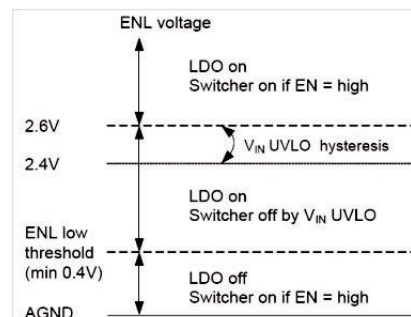 ENL voltage
LDO on
Switcher on if EN = high
2.6V
VIN UVLO hysteresis
2.4V
LDO on
Switcher off by VIN UVLO
ENL low
threshold
(min 0.4V)
LDO off
Switcher on if EN = high
AGND